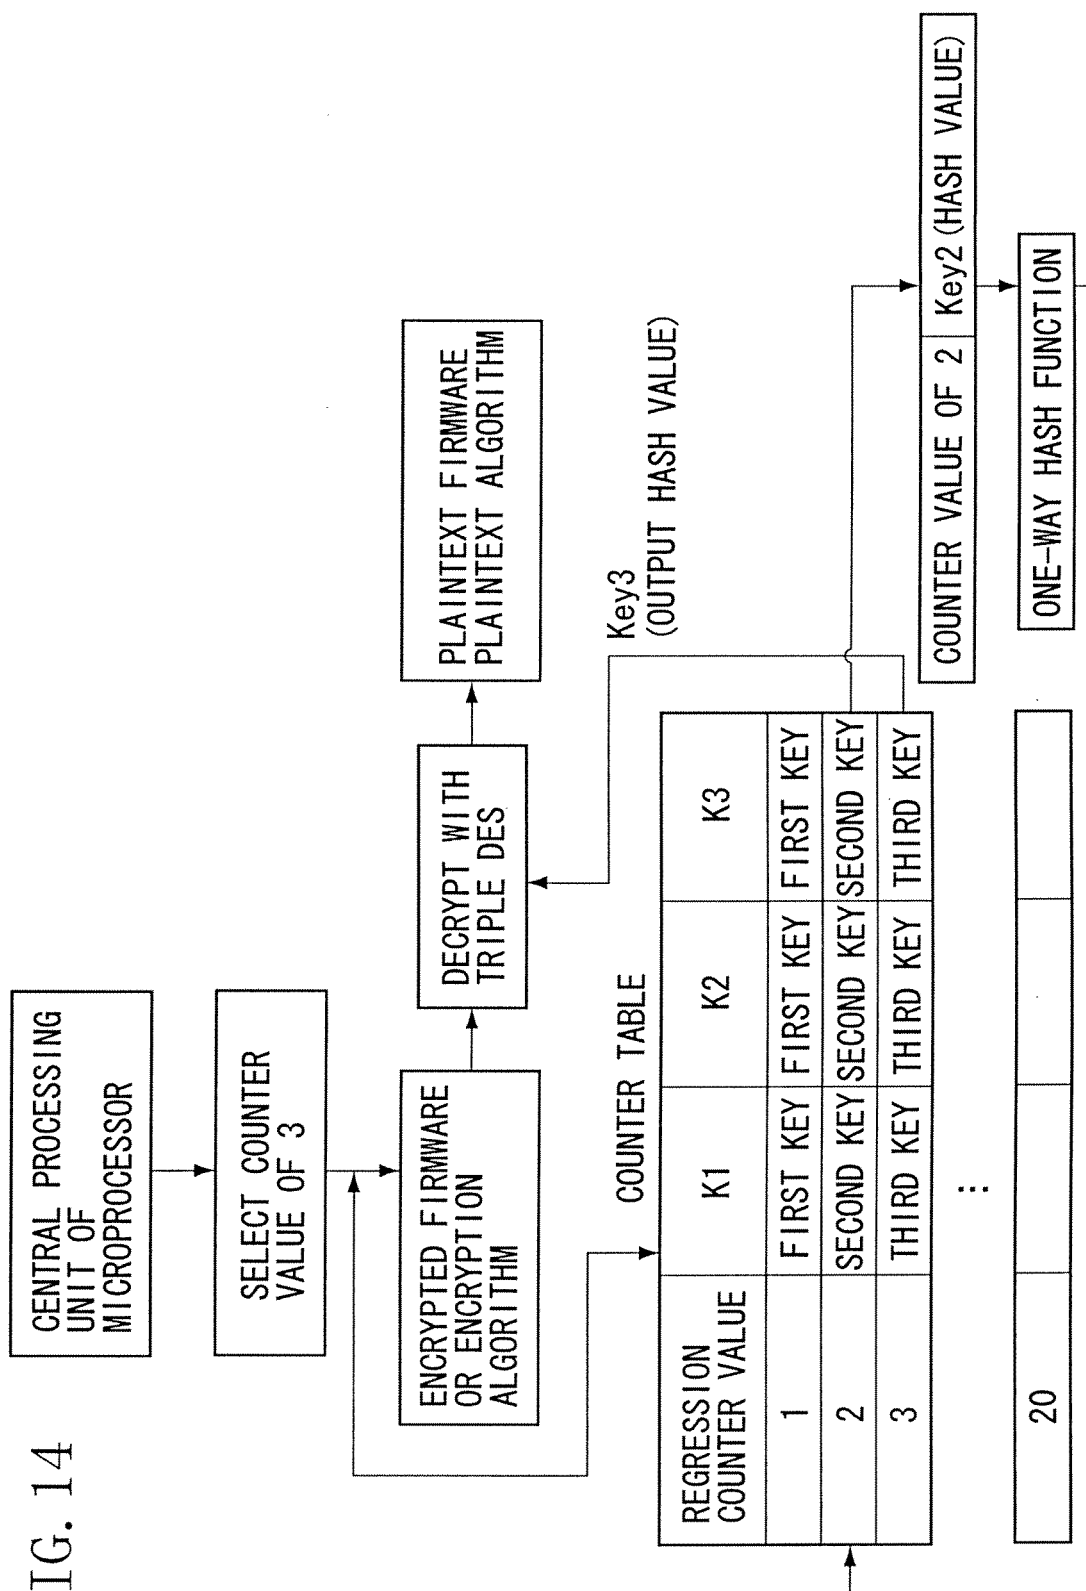 IG. 14
CENTRAL PROCESSING
UNIT OF
MICROPROCESSOR
SELECT COUNTER
VALUE OF 3
ENCRYPTED FIRMWARE
OR ENCRYPTION
ALGORITHM
DECRYPT WITH
TRIPLE DES
PLAINTEXT FIRMWARE
PLAINTEXT ALGORITHM
Key3
(OUTPUT HASH VALUE)
COUNTER TABLE
REGRESSION
COUNTER VALUE
K1
K2
K3
1
FIRST KEY
FIRST KEY
FIRST KEY
2
SECOND KEY
SECOND KEY
SECOND KEY
3
THIRD KEY
THIRD KEY
THIRD KEY
...
20
COUNTER VALUE OF 2
Key2 (HASH VALUE)
ONE-WAY HASH FUNCTION